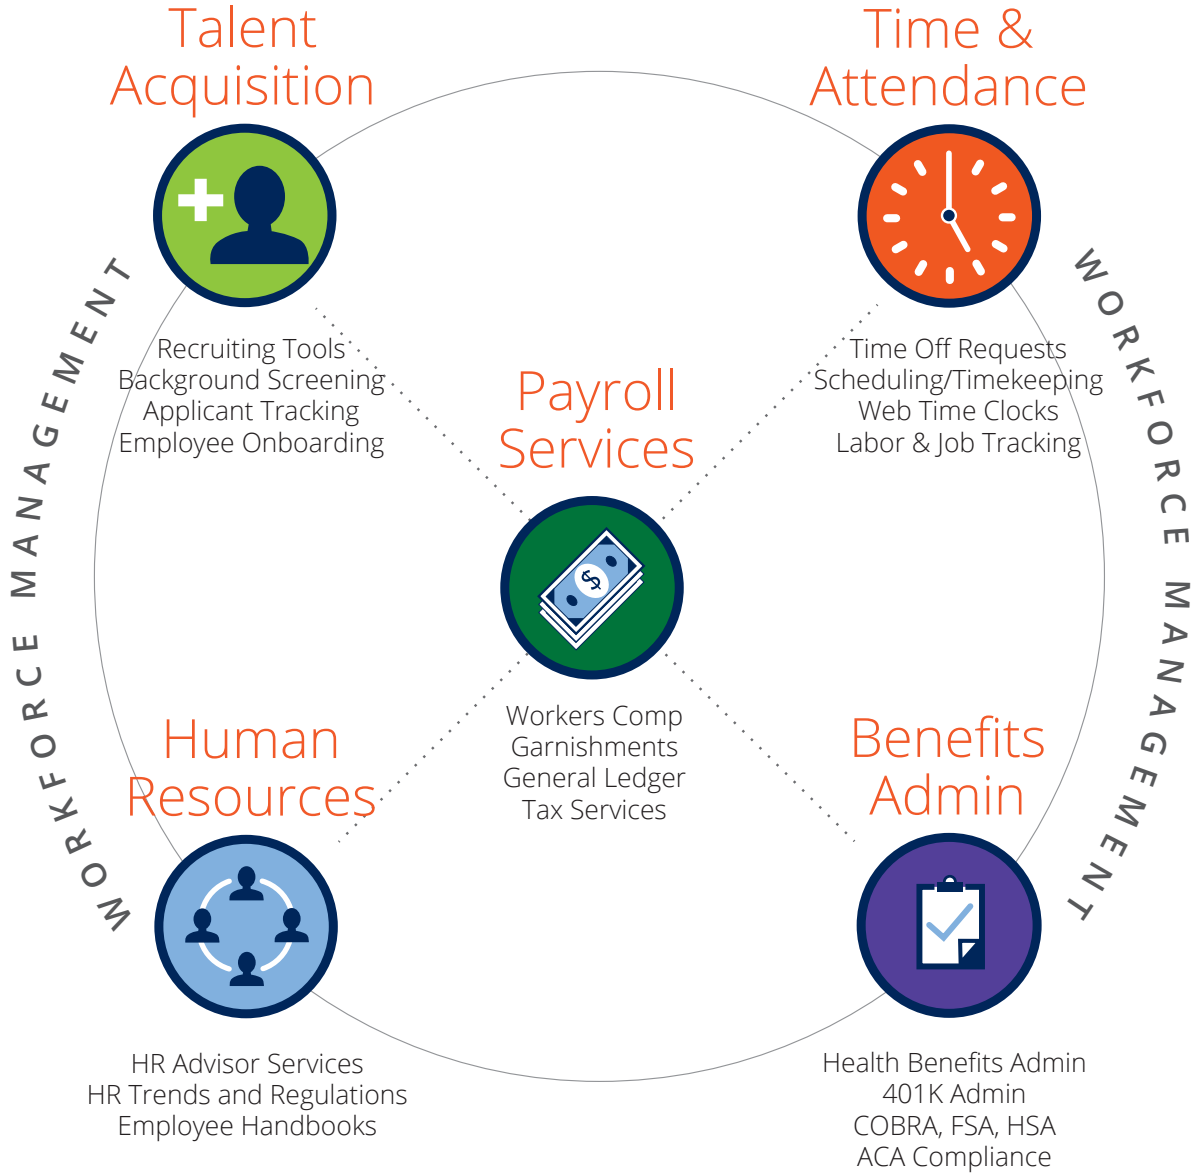 Talent
Acquisition
Time &
Attendance
WORKFORCE MANAGEMENT
WORKFORCE MANAGEMENT
Recruiting Tools
Background Screening
Applicant Tracking
Employee Onboarding
Time Off Requests
Scheduling/Timekeeping
Web Time Clocks
Labor & Job Tracking
Payroll
Services
$
Workers Comp
Garnishments
General Ledger
Tax Services
Human
Resources
Benefits
Admin
HR Advisor Services
HR Trends and Regulations
Employee Handbooks
Health Benefits Admin
401K Admin
COBRA, FSA, HSA
ACA Compliance